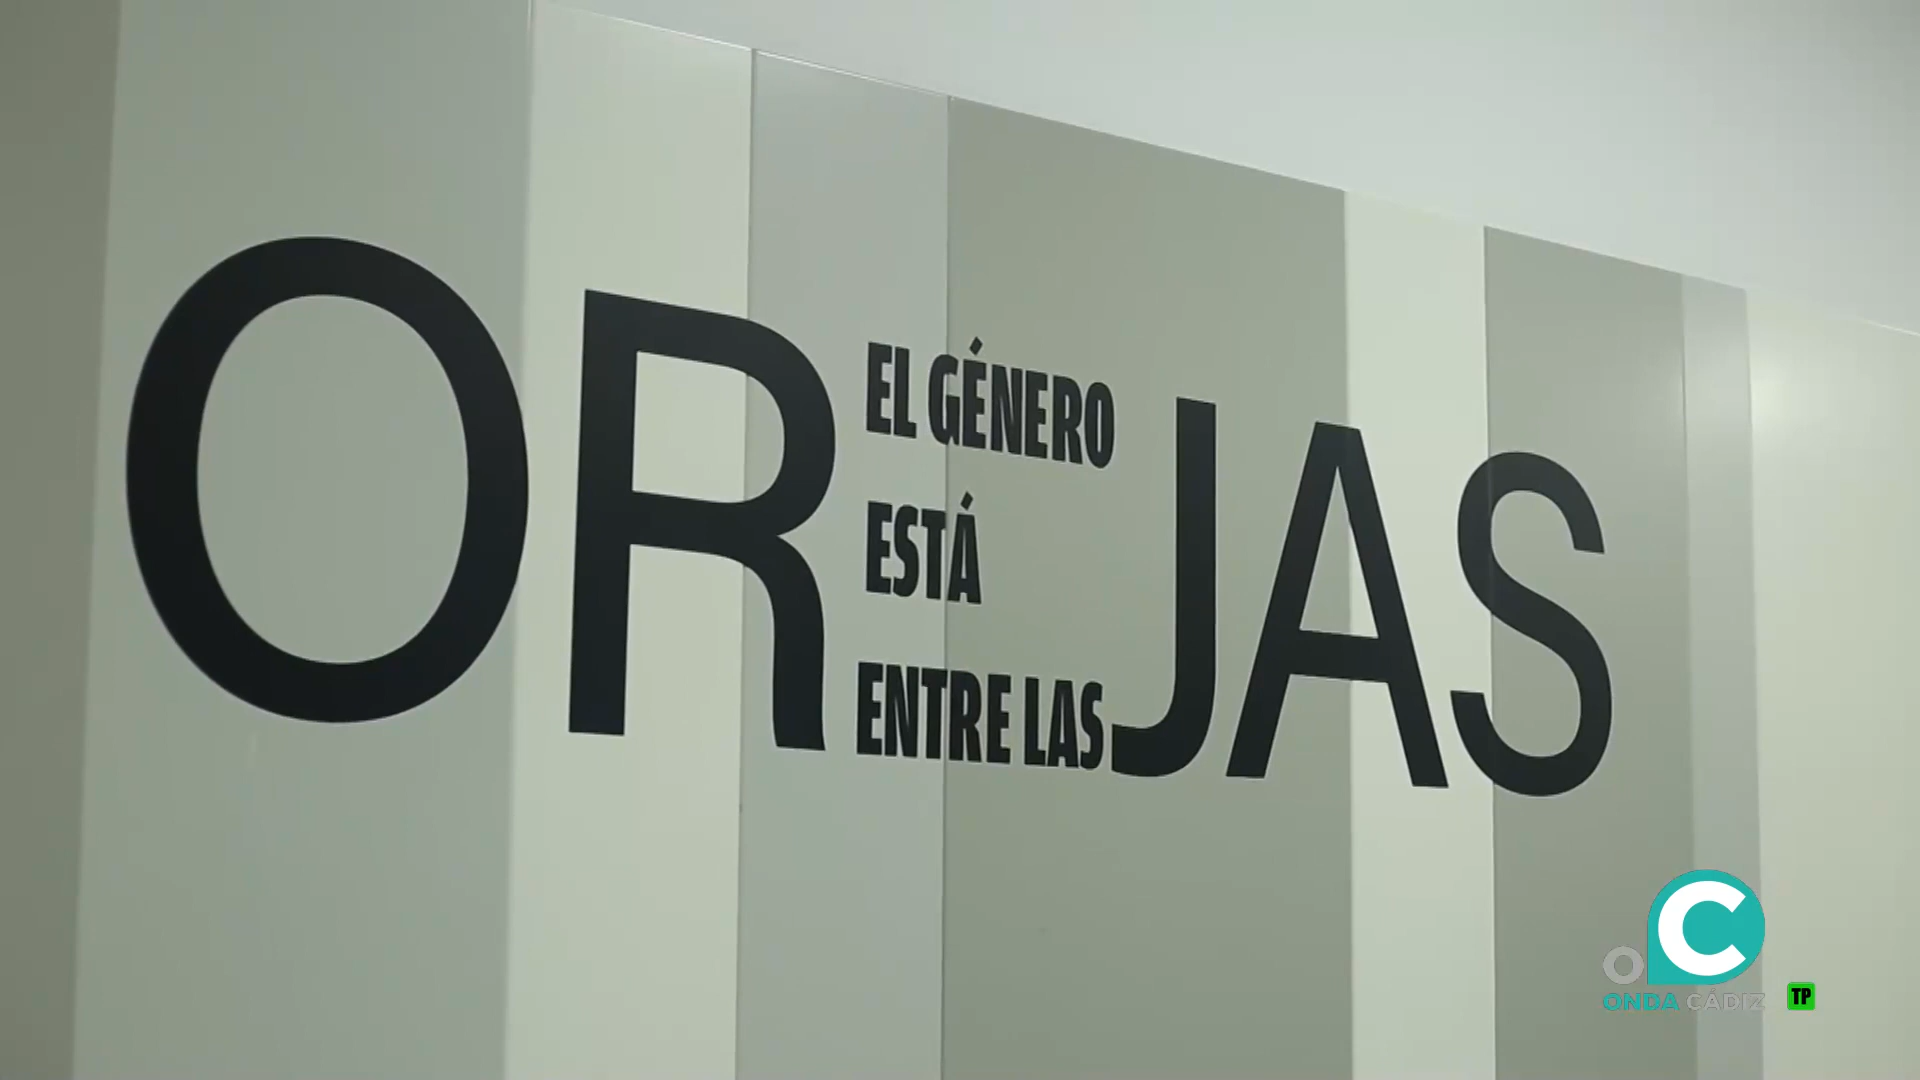 OR EL GÉNERO JAS
ESTÁ
ENTRE LAS
C
O
ONDA CÁDIZ
TP